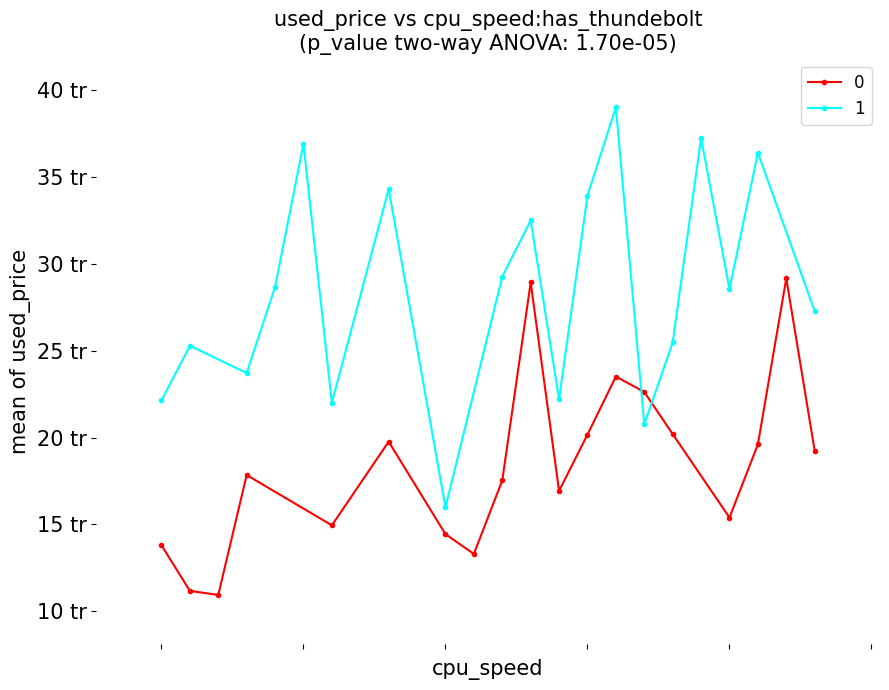 used_price vs cpu_speed:has_thundebolt
(p_value two-way ANOVA: 1.70e-05)
0
1
40 tr
35 tr
30 tr
25 tr
20 tr
15 tr
10 tr
mean of used_price
cpu_speed